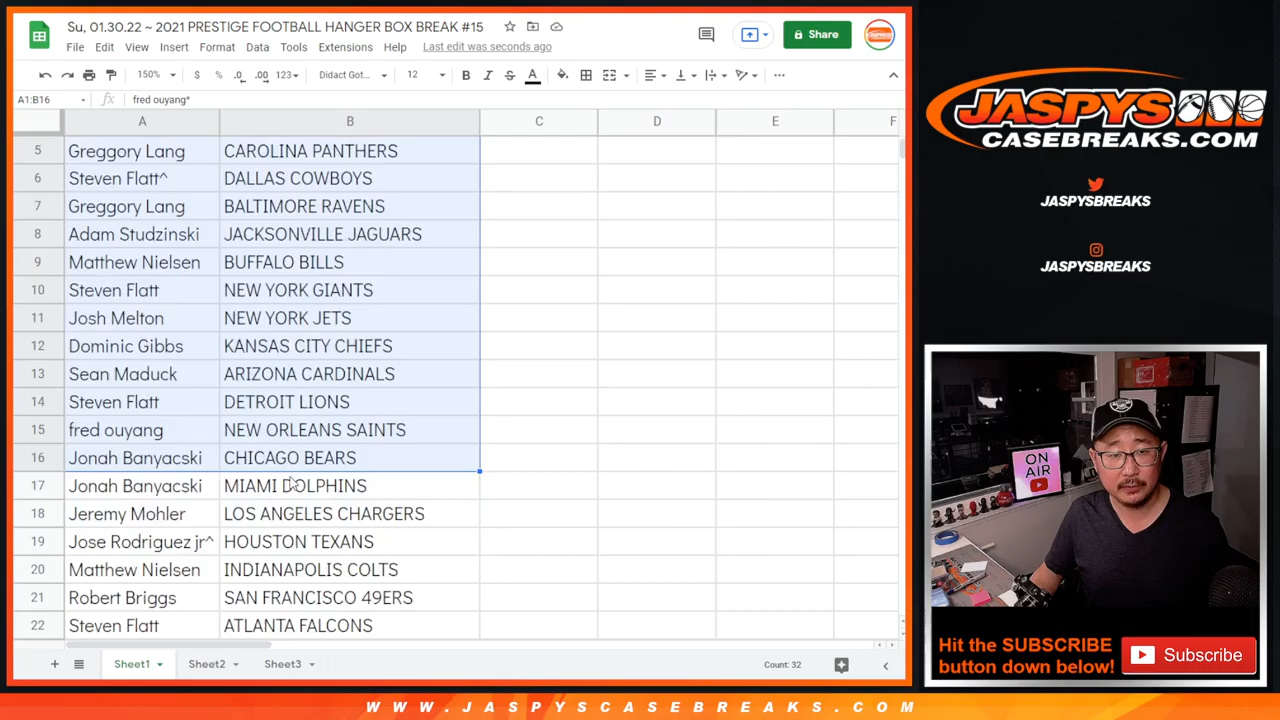 Su, 01.30.22 ~ 2021 PRESTIGE FOOTBALL HANGER BOX BREAK #15
File Edit View Insert Format Data Tools Extensions Help Last edit was seconds ago
Share
150% $ % .0 .00 123 Didact Got... 12 B I S A
A1:B16 fx fred ouyang*
A B C D E F
5 Greggory Lang CAROLINA PANTHERS
6 Steven Flatt^ DALLAS COWBOYS
7 Greggory Lang BALTIMORE RAVENS
8 Adam Studzinski JACKSONVILLE JAGUARS
9 Matthew Nielsen BUFFALO BILLS
10 Steven Flatt NEW YORK GIANTS
11 Josh Melton NEW YORK JETS
12 Dominic Gibbs KANSAS CITY CHIEFS
13 Sean Maduck ARIZONA CARDINALS
14 Steven Flatt DETROIT LIONS
15 fred ouyang NEW ORLEANS SAINTS
16 Jonah Banyacski CHICAGO BEARS
17 Jonah Banyacski MIAMI DOLPHINS
18 Jeremy Mohler LOS ANGELES CHARGERS
19 Jose Rodriguez jr^ HOUSTON TEXANS
20 Matthew Nielsen INDIANAPOLIS COLTS
21 Robert Briggs SAN FRANCISCO 49ERS
22 Steven Flatt ATLANTA FALCONS
Sheet1 Sheet2 Sheet3 Count: 32
JASPYS
CASEBREAKS.COM
JASPYSBREAKS
JASPYSBREAKS
ON
AIR
Hit the SUBSCRIBE
button down below!
Subscribe
WWW.JASPYSCASEBREAKS.COM